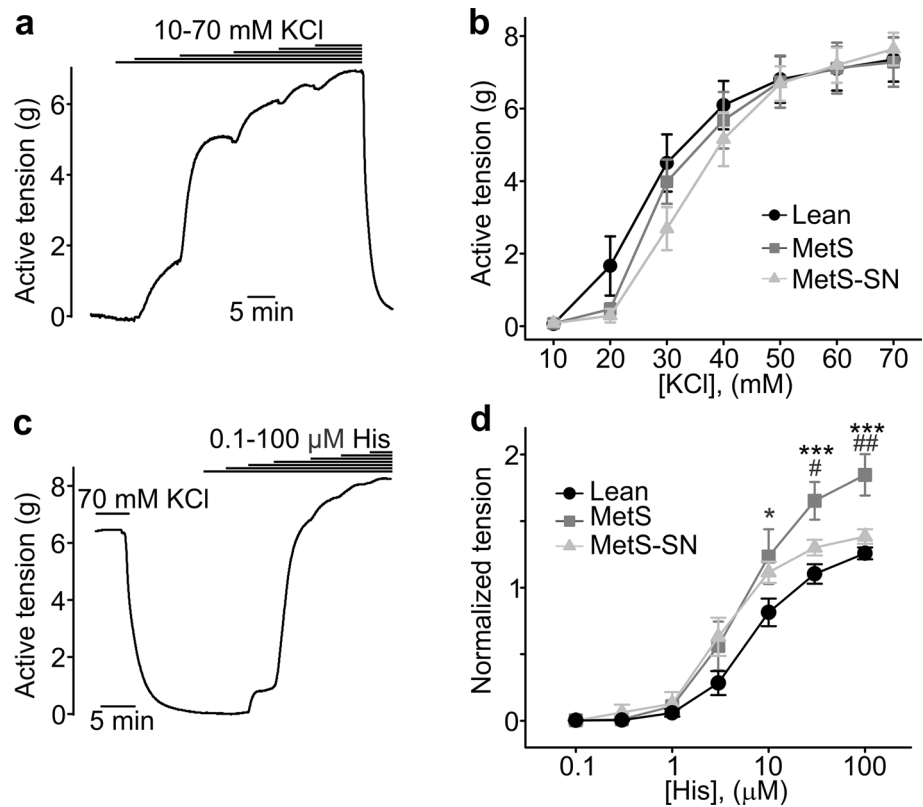 a
10-70 mM KCl
Active tension (g)
6
4
2
0
5 min
b
Active tension (g)
8
6
4
2
0
Lean
MetS
MetS-SN
10 20 30 40 50 60 70
[KCl], (mM)
c
0.1-100 μM His
70 mM KCl
Active tension (g)
8
6
4
2
0
5 min
d
Normalized tension
2
1
0
Lean
MetS
MetS-SN
*
***
#
***
##
0.1 1 10 100
[His], (μM)